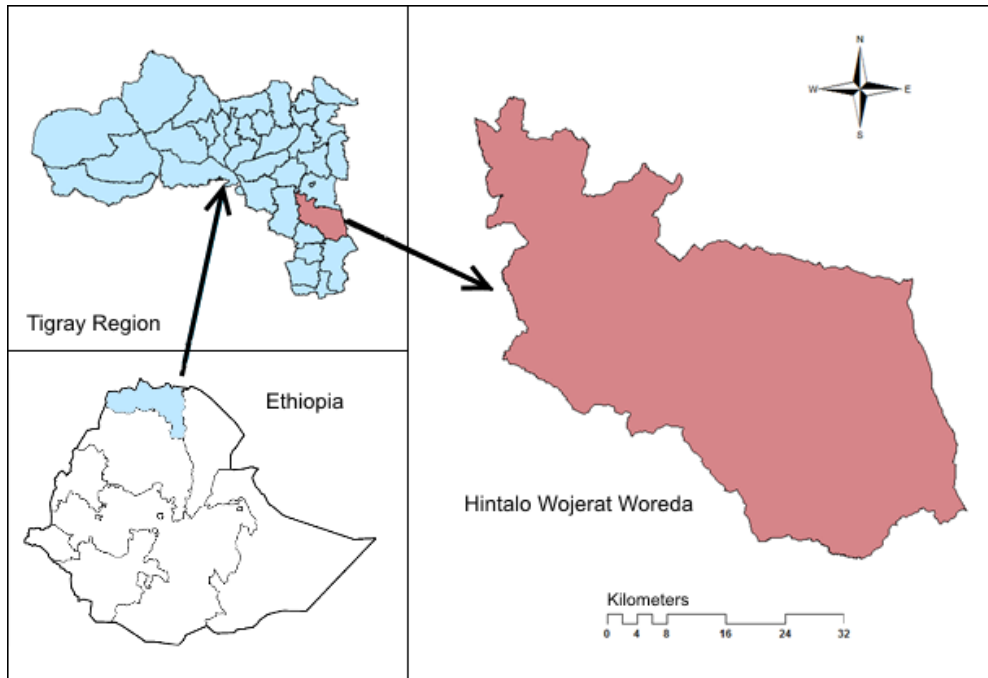 Tigray Region
Ethiopia
N
W E
S
Hintalo Wojerat Woreda
Kilometers
0 4 8 16 24 32